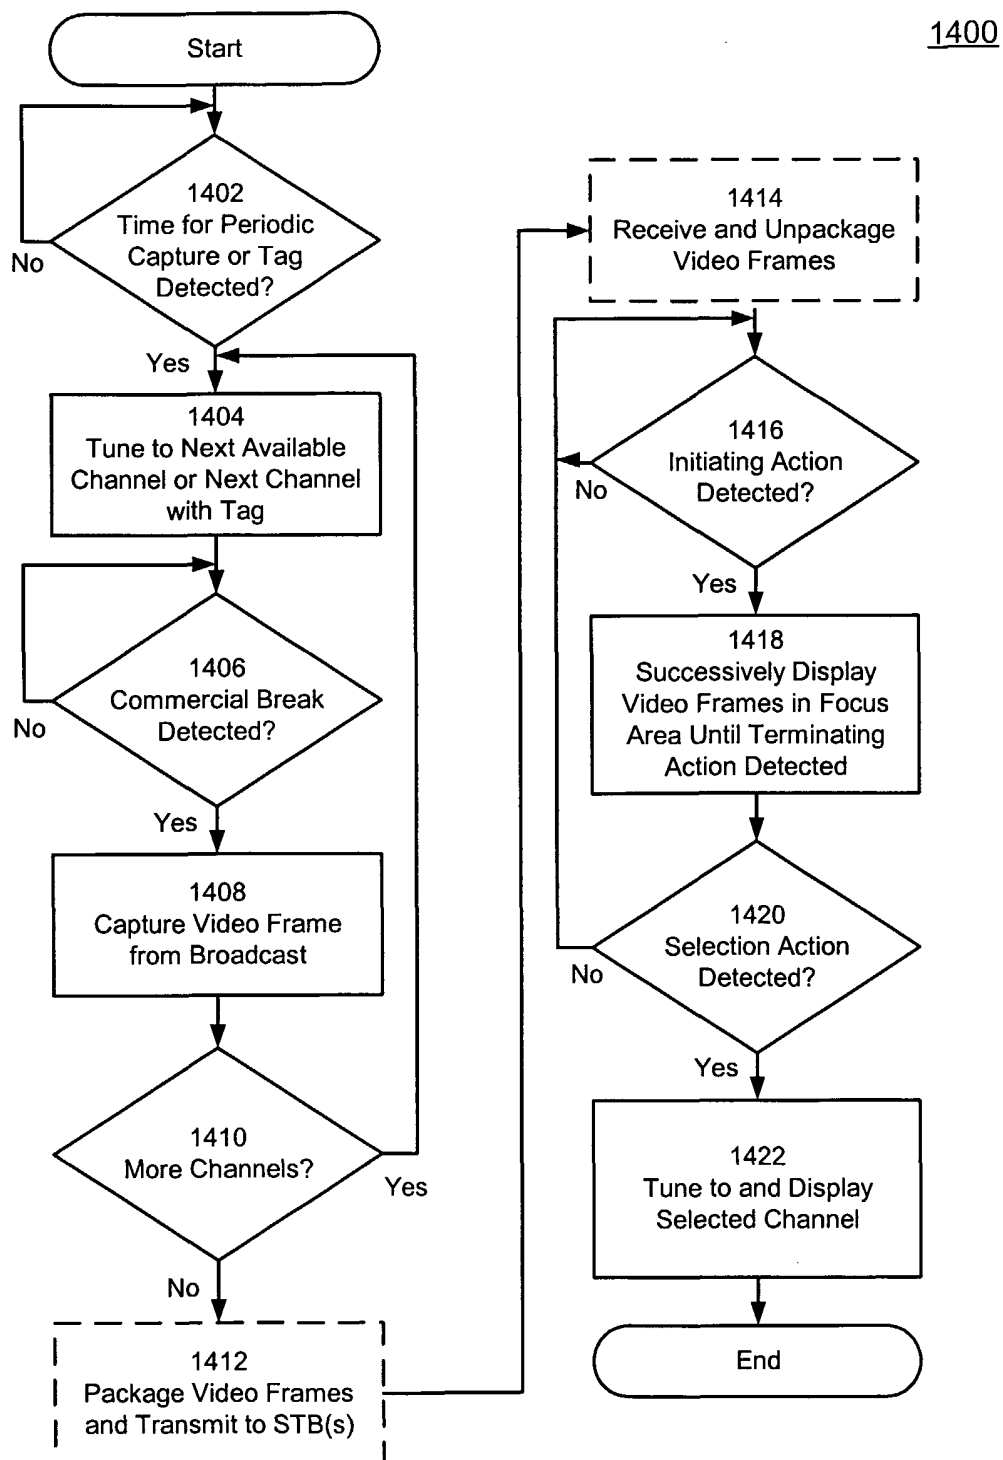 1400
Start
1402
Time for Periodic
Capture or Tag
Detected?
No
Yes
1404
Tune to Next Available
Channel or Next Channel
with Tag
1406
Commercial Break
Detected?
No
Yes
1408
Capture Video Frame
from Broadcast
1410
More Channels?
Yes
No
1412
Package Video Frames
and Transmit to STB(s)
1414
Receive and Unpackage
Video Frames
1416
Initiating Action
Detected?
No
Yes
1418
Successively Display
Video Frames in Focus
Area Until Terminating
Action Detected
1420
Selection Action
Detected?
No
Yes
1422
Tune to and Display
Selected Channel
End